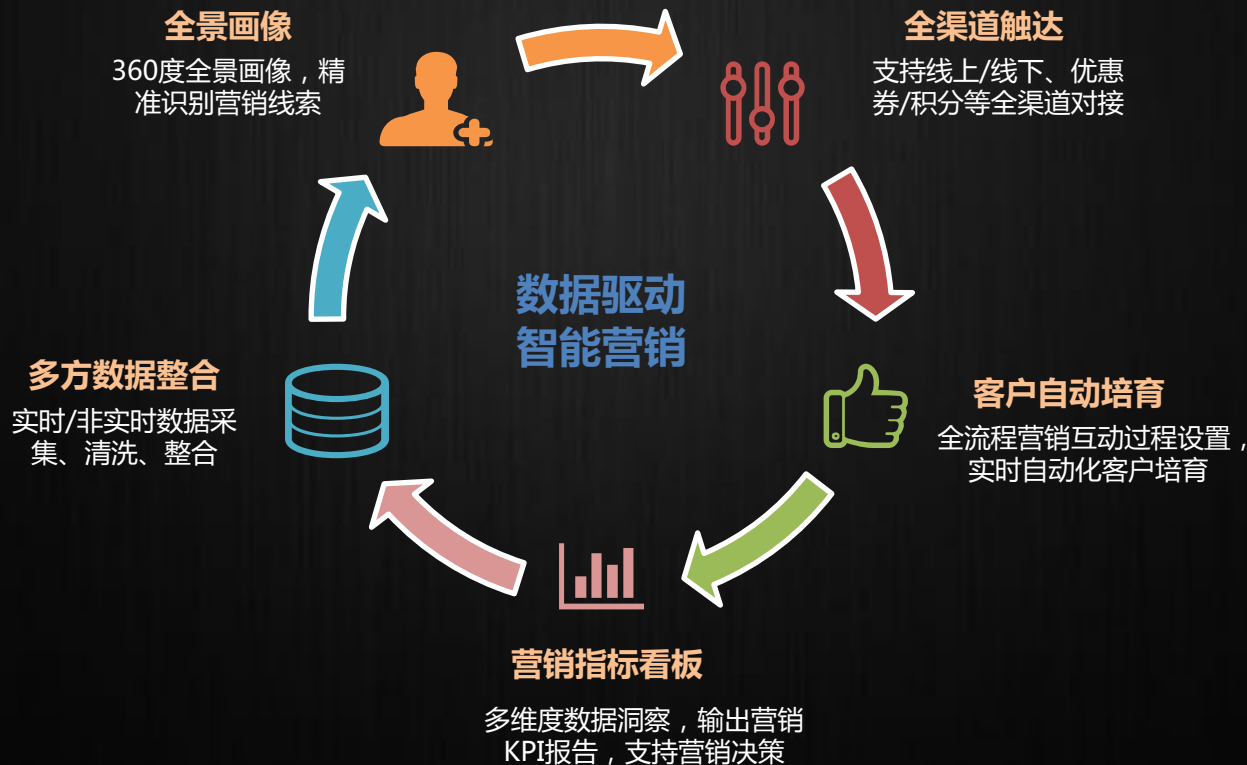 全景画像
360度全景画像，精
准识别营销线索
全渠道触达
支持线上/线下、优惠
券/积分等全渠道对接
数据驱动
智能营销
多方数据整合
实时/非实时数据采
集、清洗、整合
客户自动培育
全流程营销互动过程设置，
实时自动化客户培育
营销指标看板
多维度数据洞察，输出营销
KPI报告，支持营销决策